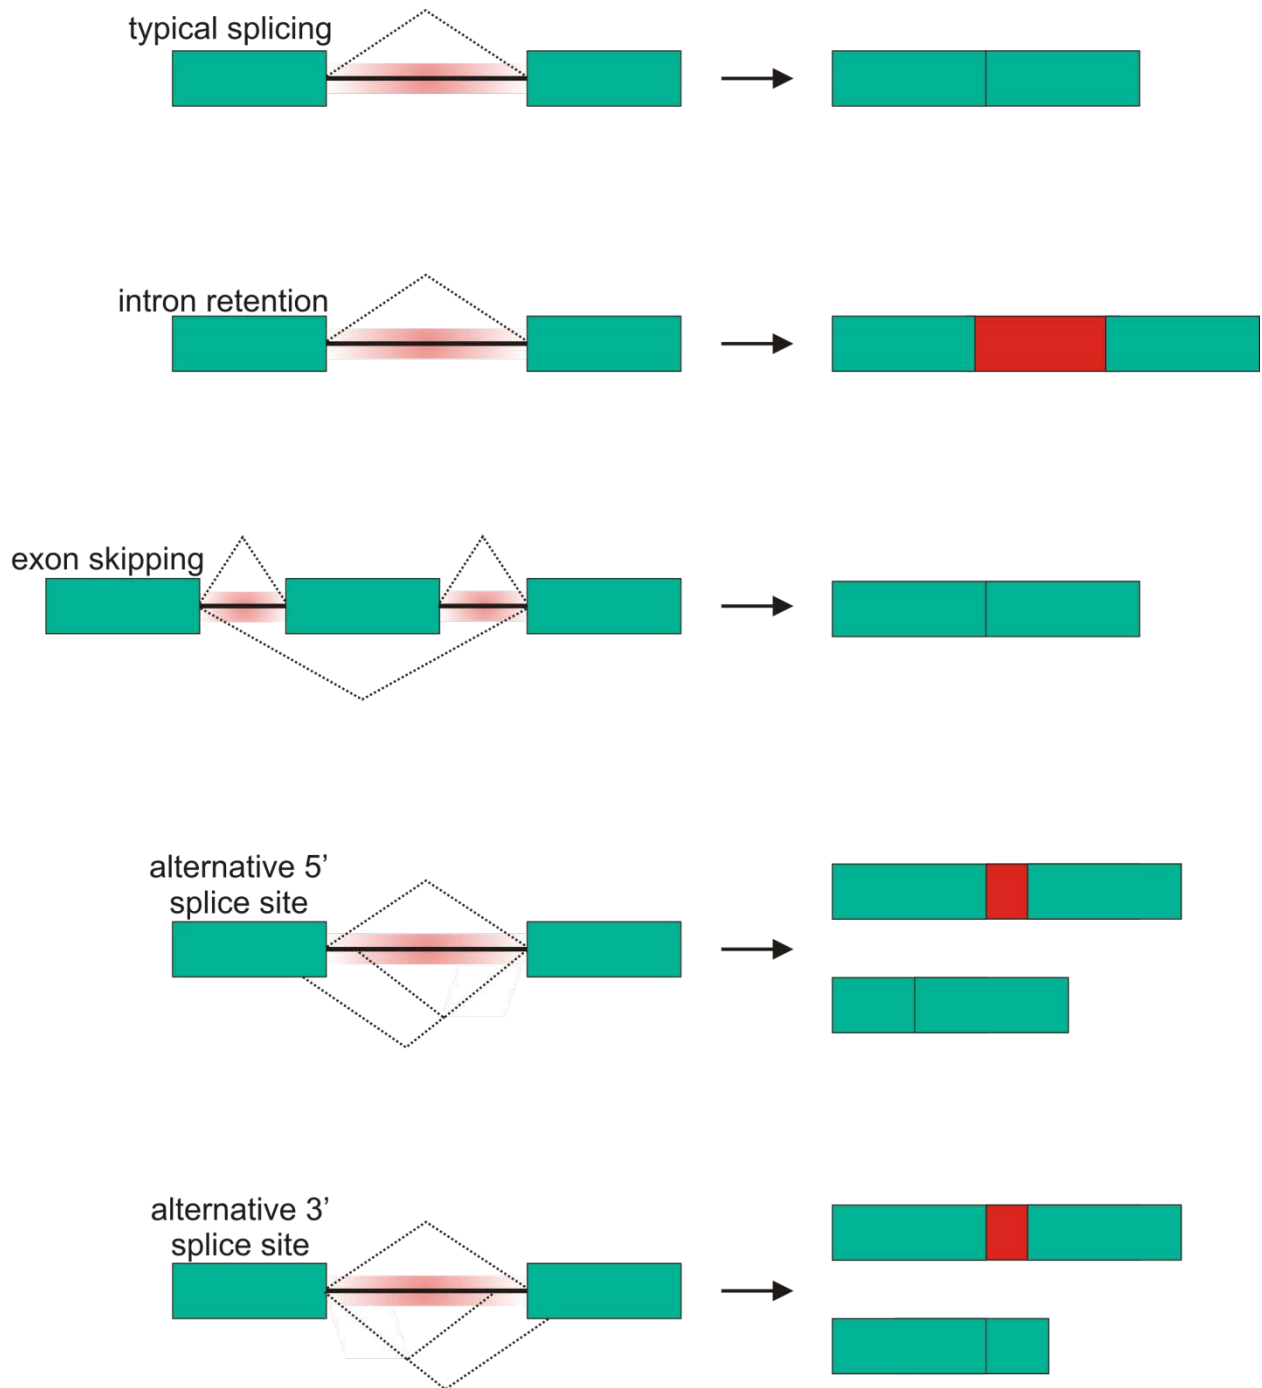 typical splicing
intron retention
exon skipping
alternative 5’
splice site
alternative 3’
splice site